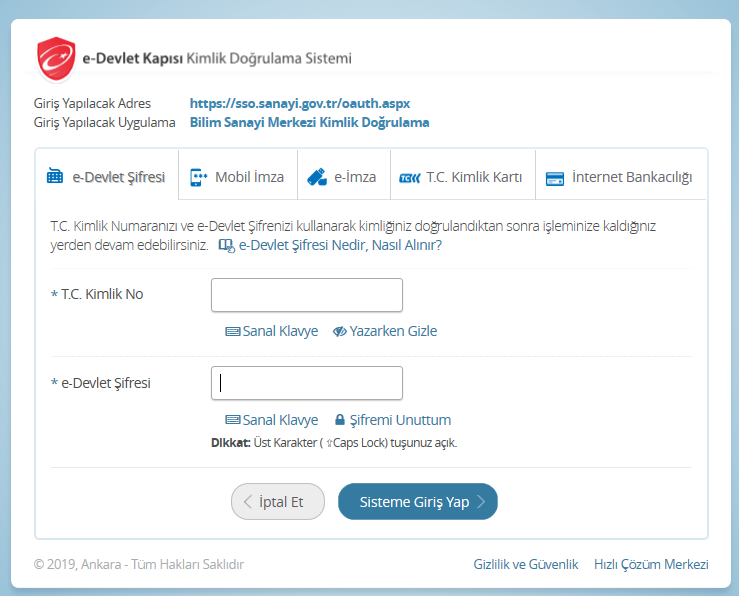 e-Devlet Kapısı Kimlik Doğrulama Sistemi
Giriş Yapılacak Adres https://sso.sanayi.gov.tr/oauth.aspx
Giriş Yapılacak Uygulama Bilim Sanayi Merkezi Kimlik Doğrulama
e-Devlet Şifresi Mobil İmza e-İmza T.C. Kimlik Kartı İnternet Bankacılığı
T.C. Kimlik Numaranızı ve e-Devlet Şifrenizi kullanarak kimliğiniz doğrulandıktan sonra işleminize kaldığınız
yerden devam edebilirsiniz. e-Devlet Şifresi Nedir, Nasıl Alınır?
* T.C. Kimlik No
Sanal Klavye Yazarken Gizle
* e-Devlet Şifresi
Sanal Klavye Şifremi Unuttum
Dikkat: Üst Karakter ( ⇧Caps Lock) tuşunuz açık.
İptal Et Sisteme Giriş Yap
© 2019, Ankara - Tüm Hakları Saklıdır Gizlilik ve Güvenlik Hızlı Çözüm Merkezi